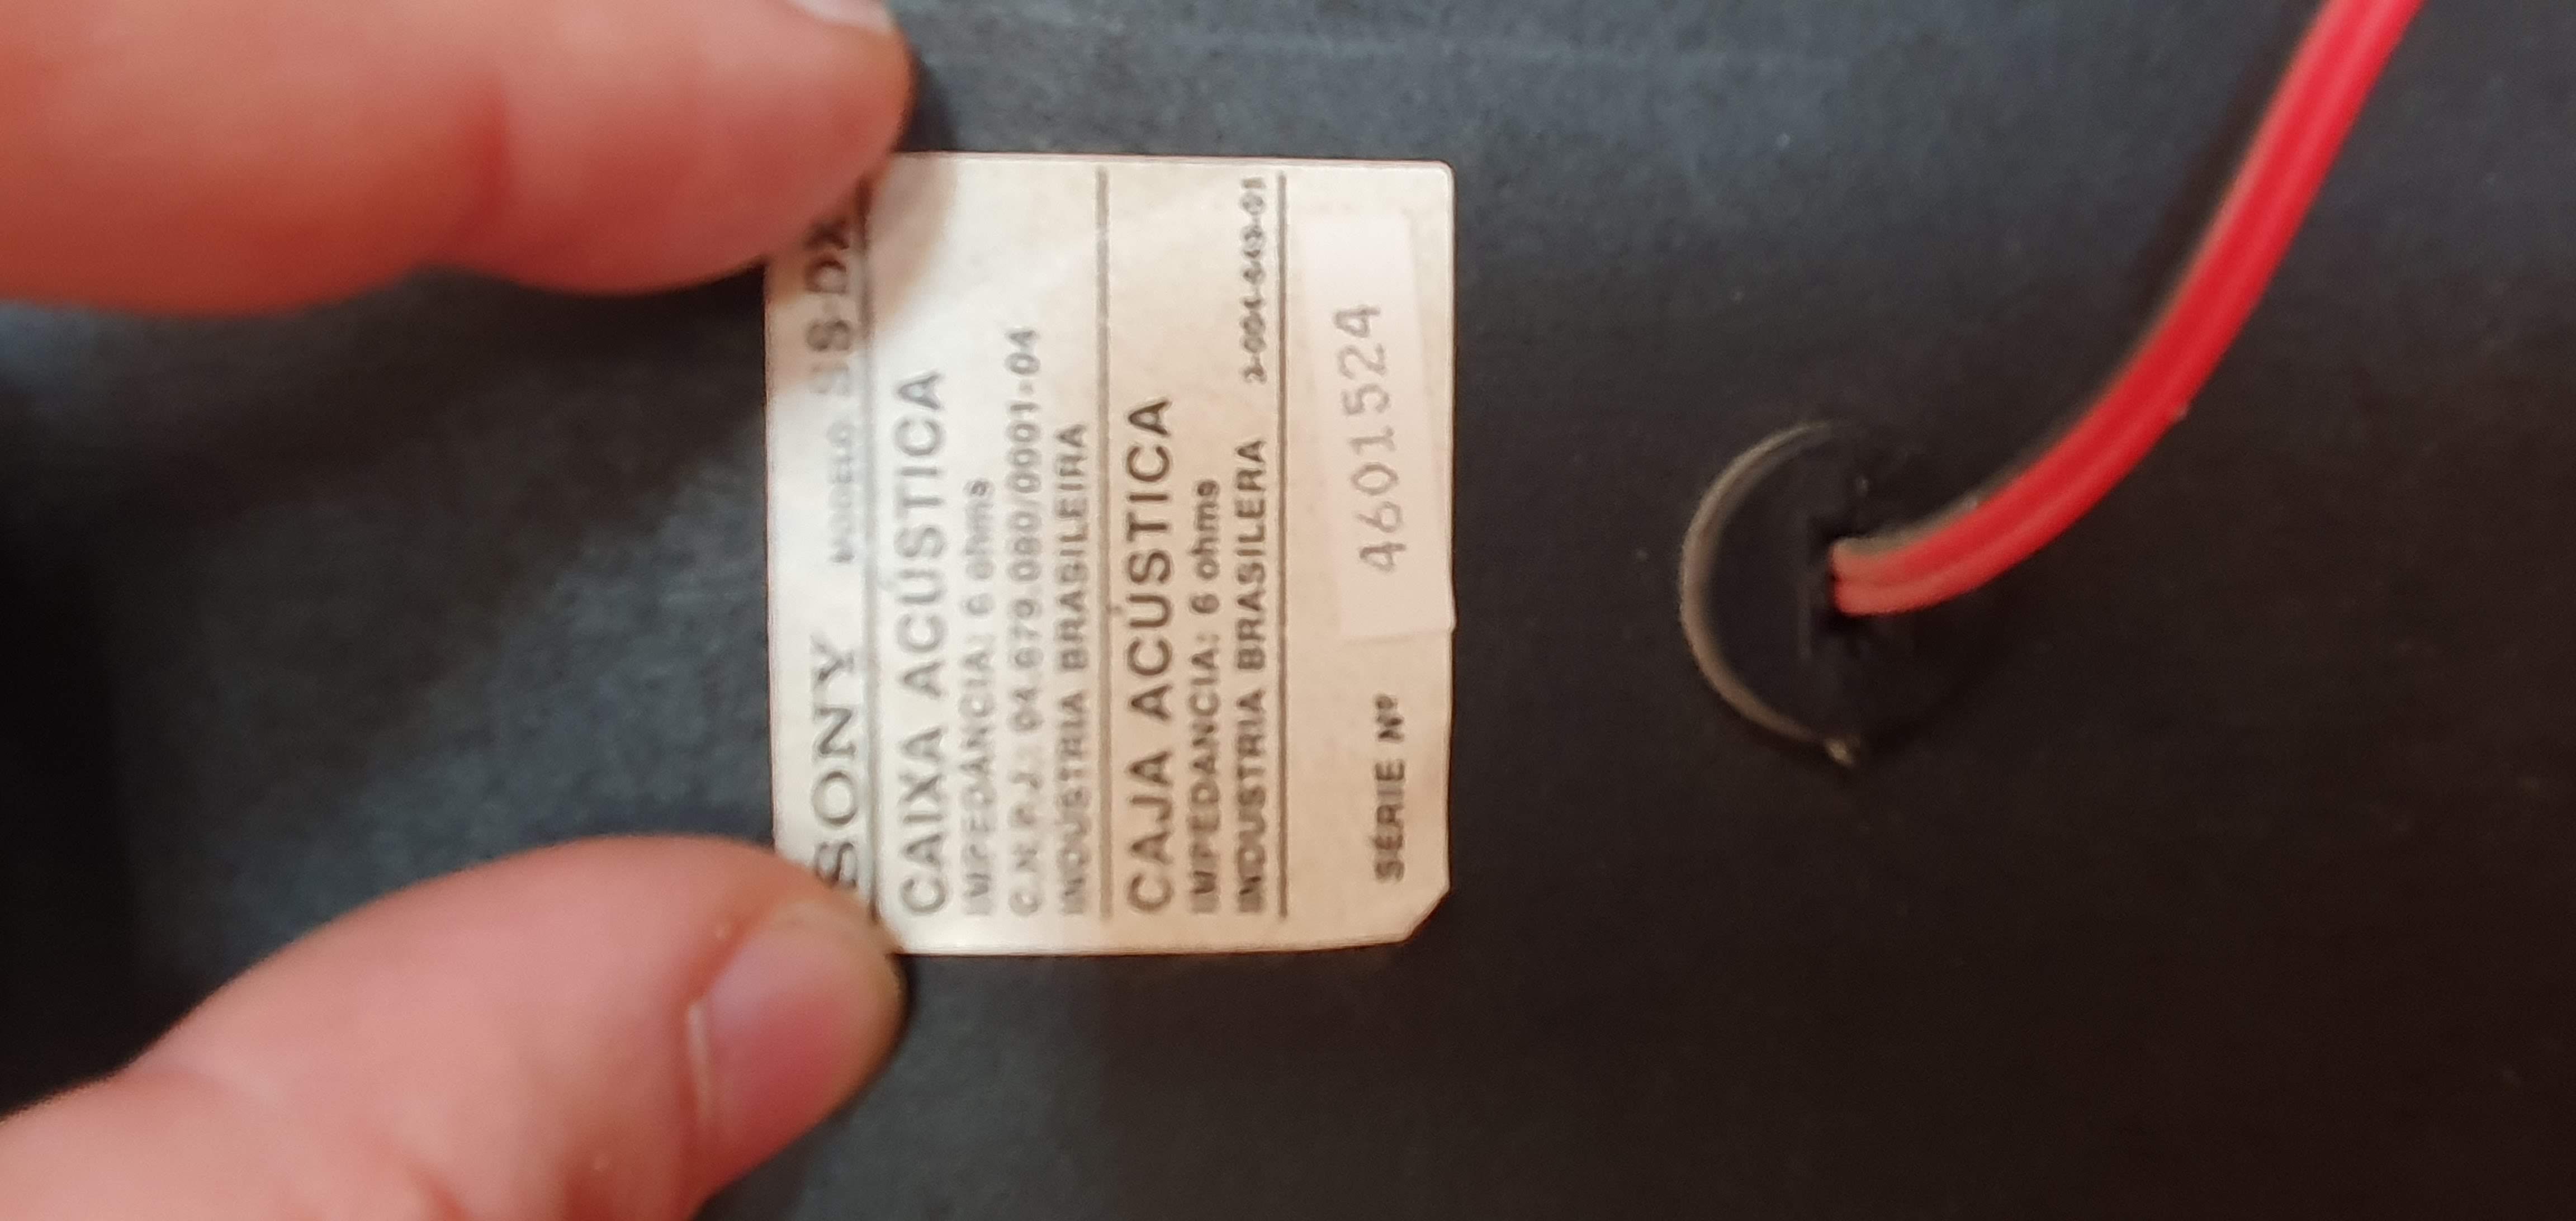 SONY MODELO: SS-DX
CAIXA ACÚSTICA
IMPEDÂNCIA: 6 ohms
C.N.P.J.: 04.679.080/0001-04
INDÚSTRIA BRASILEIRA
CAJA ACÚSTICA
IMPEDANCIA: 6 ohms
INDUSTRIA BRASILERA
SÉRIE Nº 4601524